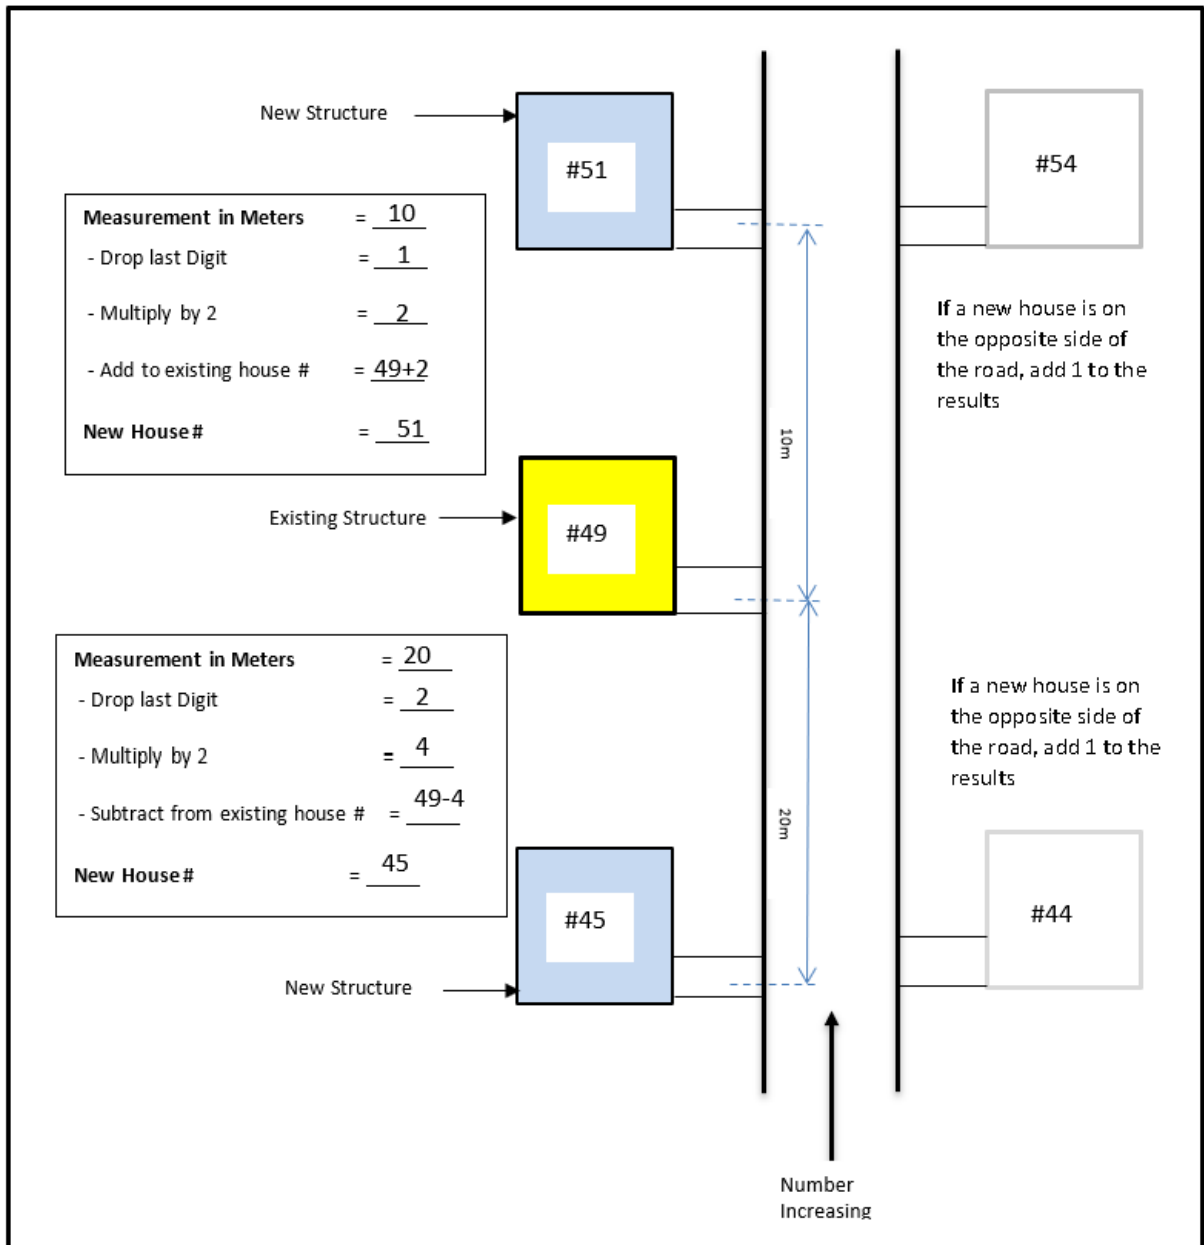 New Structure
#51
#54
Measurement in Meters = 10
- Drop last Digit = 1
- Multiply by 2 = 2
- Add to existing house # = 49+2
New House# = 51
If a new house is on
the opposite side of
the road, add 1 to the
results
10m
Existing Structure
#49
Measurement in Meters = 20
- Drop last Digit = 2
- Multiply by 2 = 4
- Subtract from existing house # = 49-4
New House# = 45
If a new house is on
the opposite side of
the road, add 1 to the
results
20m
#45
#44
New Structure
Number
Increasing